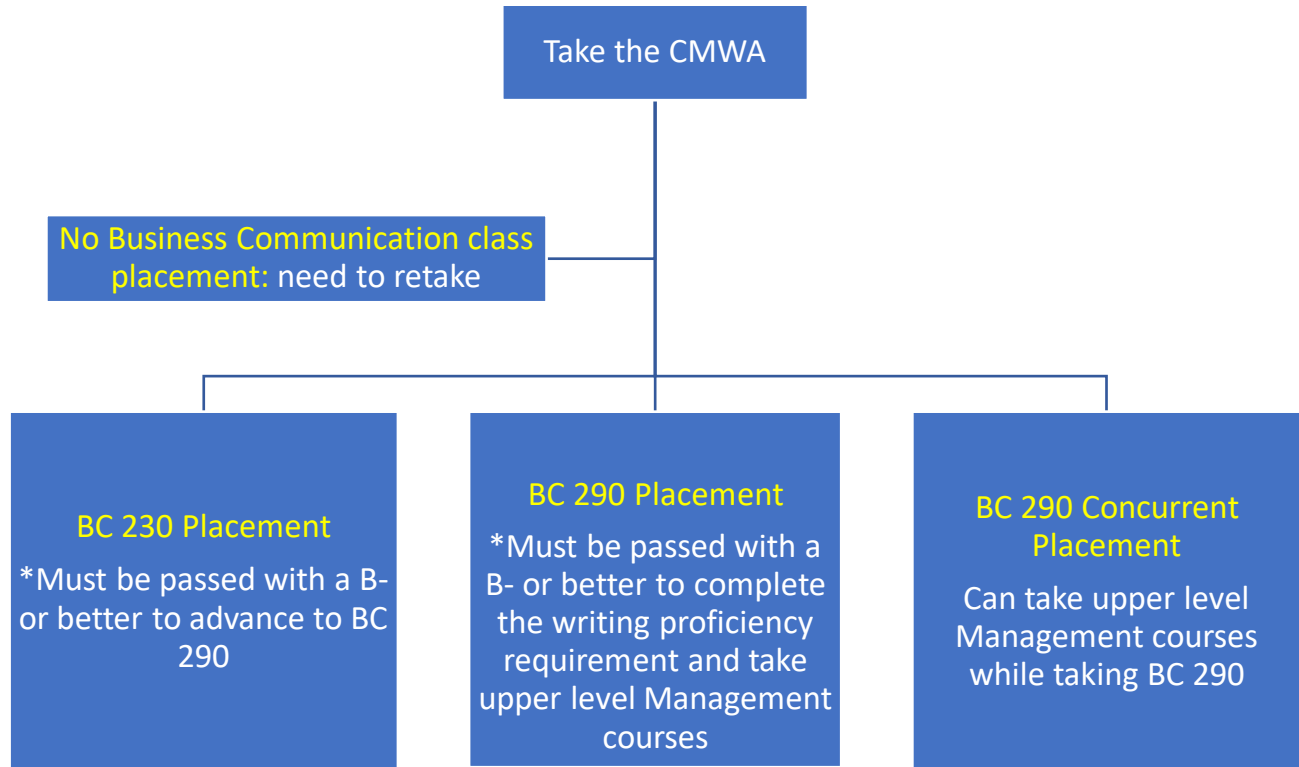 Take the CMWA
No Business Communication class
placement: need to retake
BC 230 Placement
*Must be passed with a B-
or better to advance to BC
290
BC 290 Placement
*Must be passed with a
B- or better to complete
the writing proficiency
requirement and take
upper level Management
courses
BC 290 Concurrent
Placement
Can take upper level
Management courses
while taking BC 290